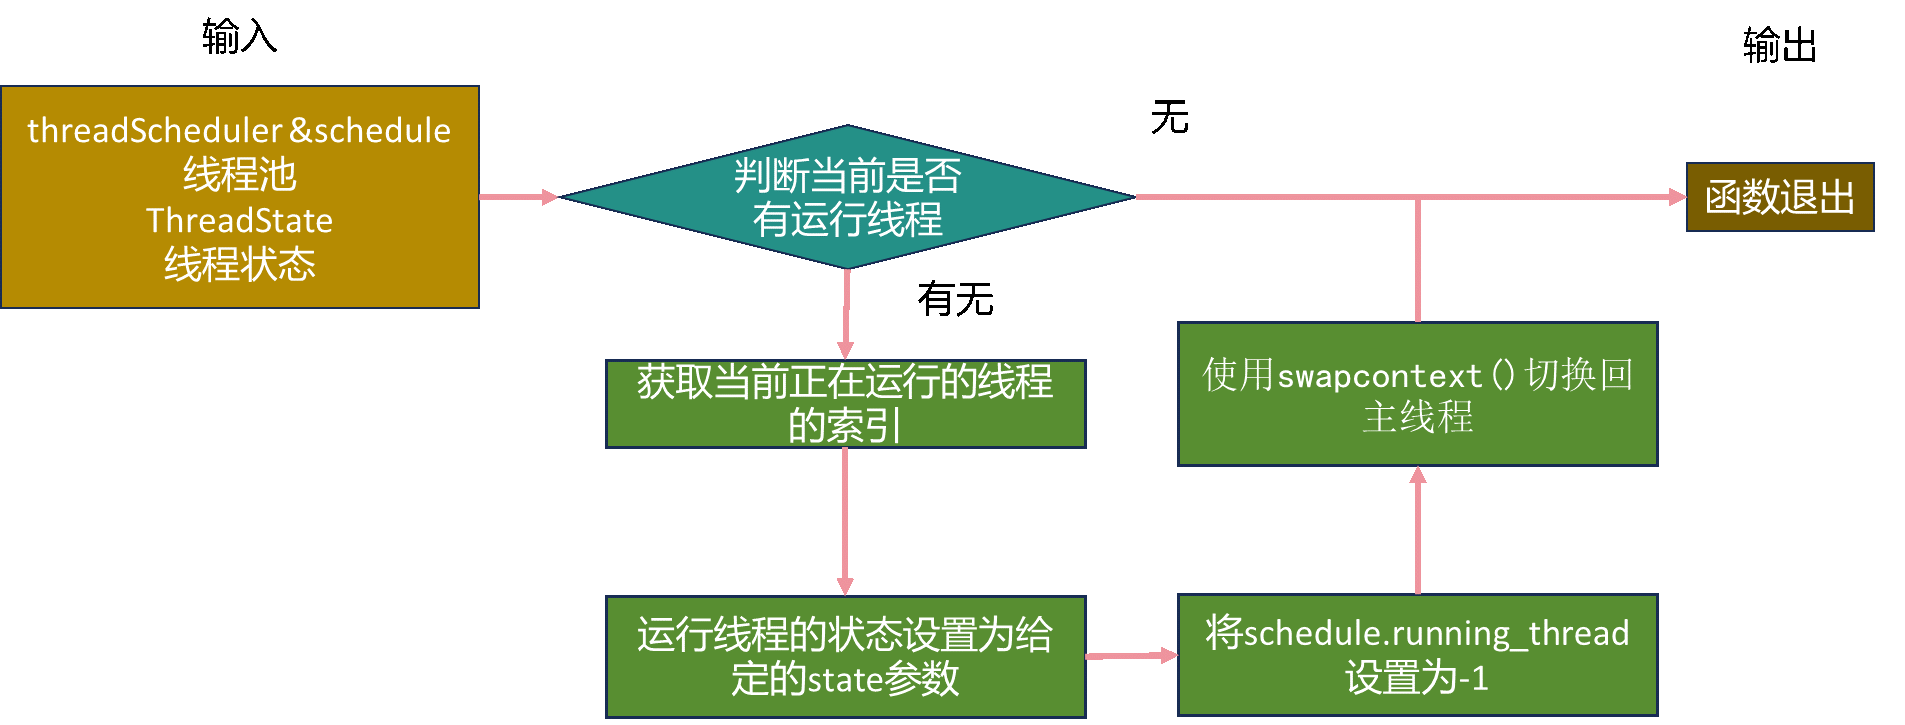 输入
输出
threadScheduler &schedule
线程池
ThreadState
线程状态
判断当前是否
有运行线程
无
函数退出
有无
获取当前正在运行的线程
的索引
使用swapcontext()切换回
主线程
运行线程的状态设置为给
定的state参数
将schedule.running_thread
设置为-1